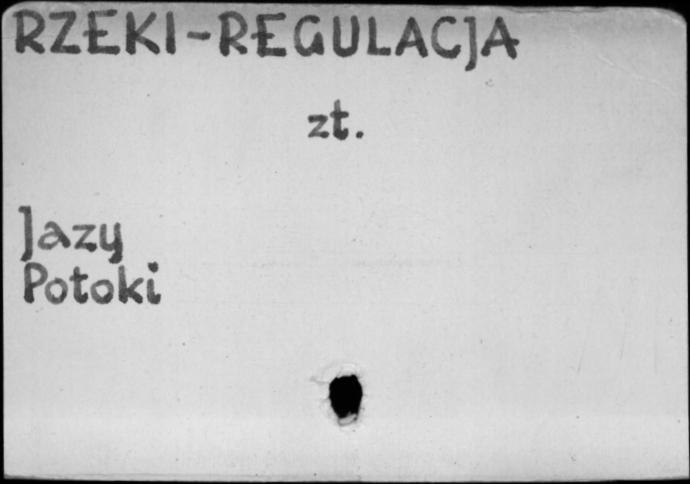 RZEKI-REGULACJA
zt.
Jazy
Potoki